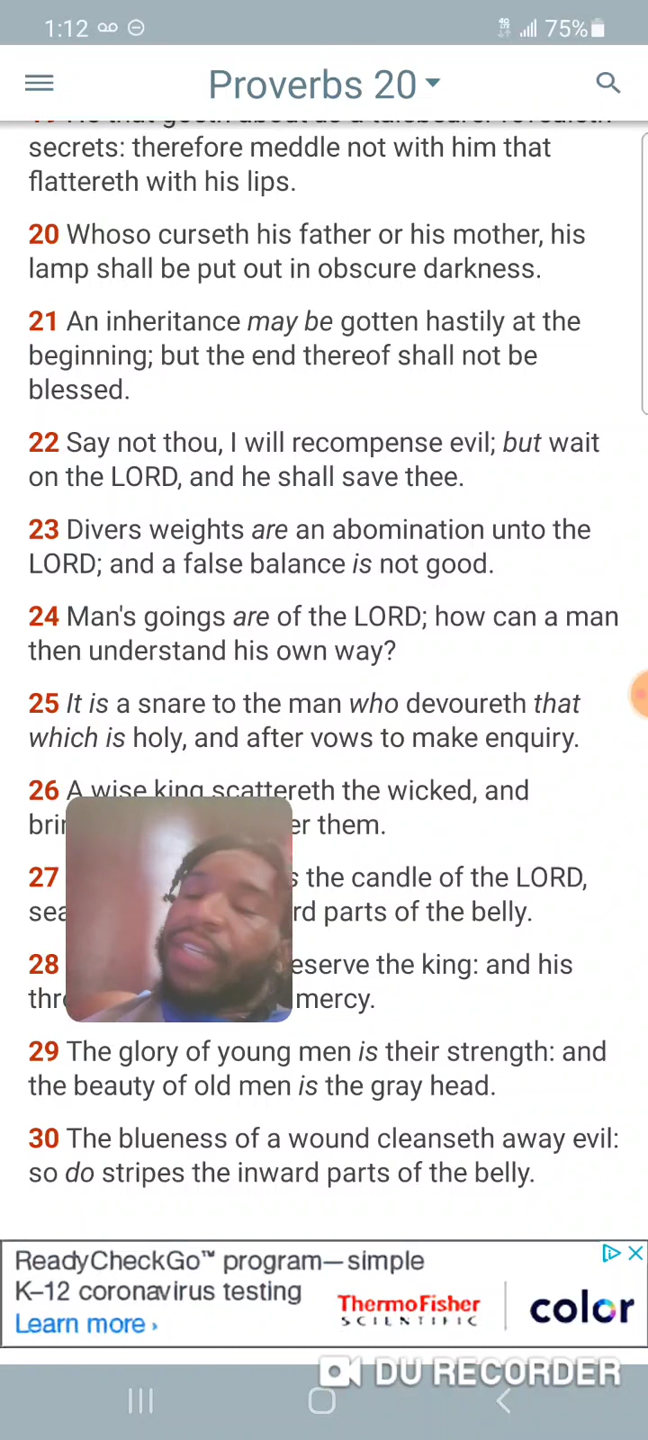 1:12 75%
Proverbs 20
secrets: therefore meddle not with him that
flattereth with his lips.
20 Whoso curseth his father or his mother, his
lamp shall be put out in obscure darkness.
21 An inheritance may be gotten hastily at the
beginning; but the end thereof shall not be
blessed.
22 Say not thou, I will recompense evil; but wait
on the LORD, and he shall save thee.
23 Divers weights are an abomination unto the
LORD; and a false balance is not good.
24 Man's goings are of the LORD; how can a man
then understand his own way?
25 It is a snare to the man who devoureth that
which is holy, and after vows to make enquiry.
26 A wise king scattereth the wicked, and
them.
27 the candle of the LORD,
parts of the belly.
28 the king: and his
mercy.
29 The glory of young men is their strength: and
the beauty of old men is the gray head.
30 The blueness of a wound cleanseth away evil:
so do stripes the inward parts of the belly.
ReadyCheckGo™ program—simple
K–12 coronavirus testing
Learn more ›
ThermoFisher
SCIENTIFIC
color
DU RECORDER